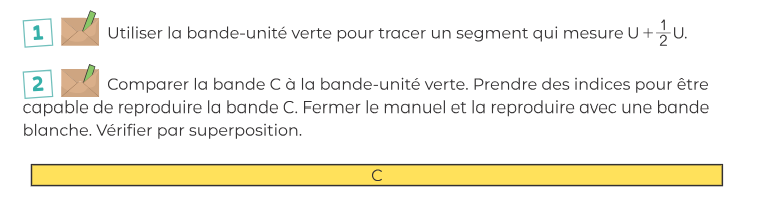 1 Utiliser la bande-unité verte pour tracer un segment qui mesure U + 1/2 U.
2 Comparer la bande C à la bande-unité verte. Prendre des indices pour être
capable de reproduire la bande C. Fermer le manuel et la reproduire avec une bande
blanche. Vérifier par superposition.
C